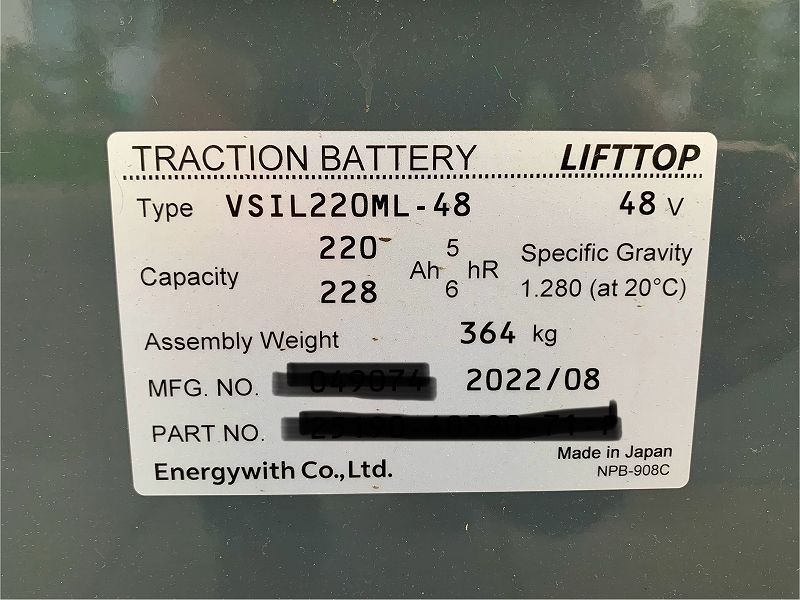 TRACTION BATTERY LIFTTOP
Type VSIL220ML-48 48 V
Capacity 220 Ah 5 hR Specific Gravity
228 6 1.280 (at 20°C)
Assembly Weight 364 kg
MFG. NO. 2022/08
PART NO.
Energywith Co.,Ltd. Made in Japan
NPB-908C